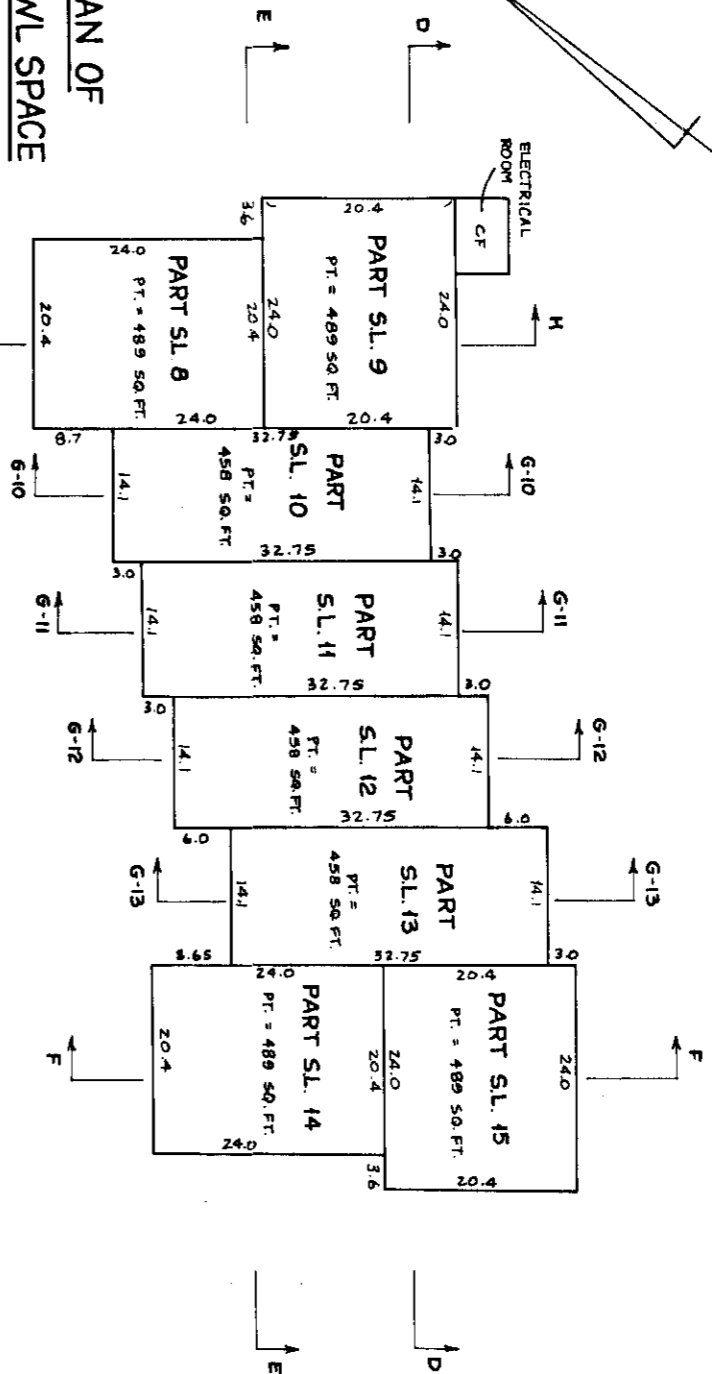 AN OF
WL SPACE
E
D
ELECTRICAL
ROOM
CF
H
3.6
20.4
24.0
PART S.L. 9
PT. = 489 SQ. FT.
24.0
20.4
24.0
PART S.L. 8
PT. = 489 SQ. FT.
20.4
20.4
24.0
8.7
32.75
3.0
G-10
14.1
PART
S.L. 10
PT. =
458 SQ. FT.
14.1
G-10
32.75
3.0
3.0
G-11
14.1
PART
S.L. 11
PT. =
458 SQ. FT.
14.1
G-11
32.75
3.0
3.0
G-12
14.1
PART
S.L. 12
PT. =
458 SQ. FT.
14.1
G-12
32.75
6.0
6.0
G-13
14.1
PART
S.L. 13
PT. =
458 SQ. FT.
14.1
G-13
32.75
3.0
8.65
20.4
24.0
F
24.0
PART S.L. 15
PT. = 489 SQ. FT.
24.0
20.4
PART S.L. 14
PT. = 489 SQ. FT.
20.4
20.4
24.0
3.6
F
D
E